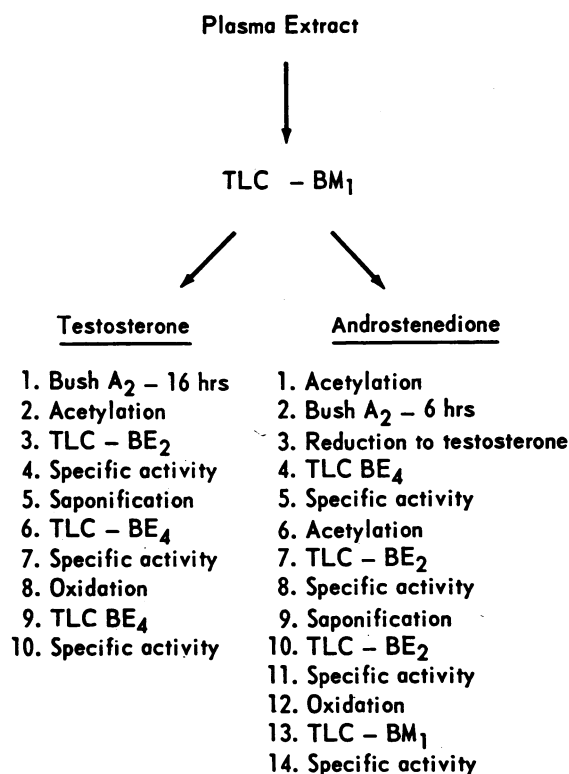 Plasma Extract
TLC – BM1
Testosterone
1. Bush A2 – 16 hrs
2. Acetylation
3. TLC – BE2
4. Specific activity
5. Saponification
6. TLC – BE4
7. Specific activity
8. Oxidation
9. TLC BE4
10. Specific activity
Androstenedione
1. Acetylation
2. Bush A2 – 6 hrs
3. Reduction to testosterone
4. TLC BE4
5. Specific activity
6. Acetylation
7. TLC – BE2
8. Specific activity
9. Saponification
10. TLC – BE2
11. Specific activity
12. Oxidation
13. TLC – BM1
14. Specific activity